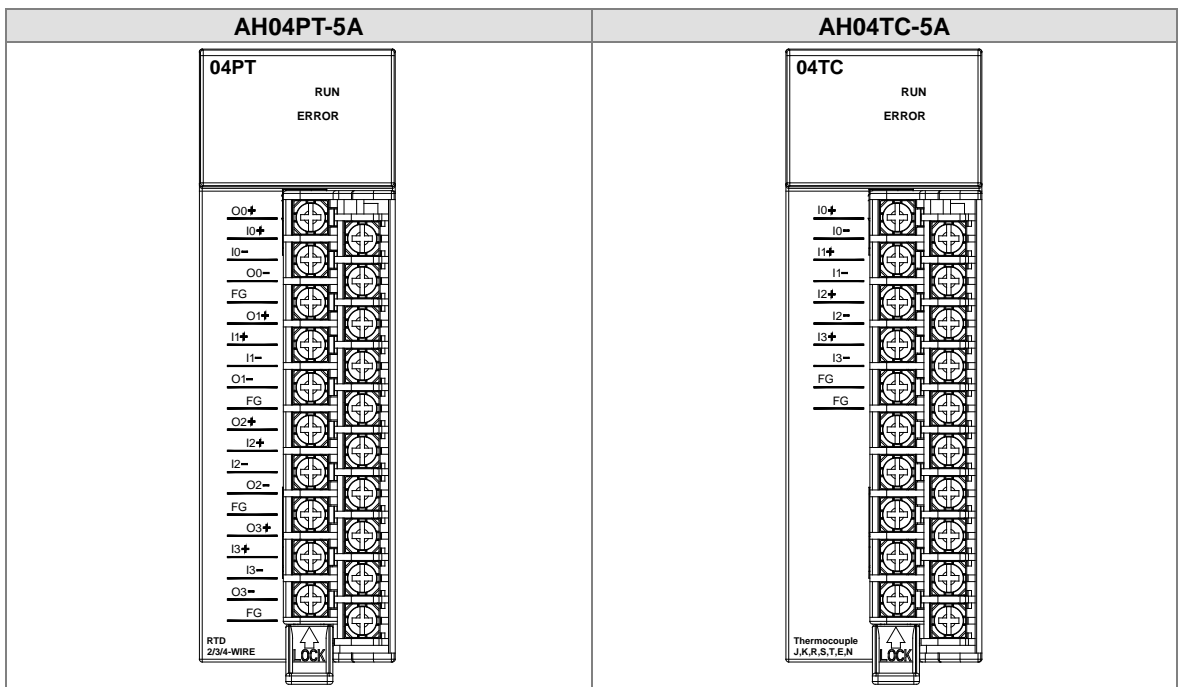 AH04PT-5A
AH04TC-5A
04PT
RUN
ERROR
O0+
I0+
I0-
O0-
FG
O1+
I1+
I1-
O1-
FG
O2+
I2+
I2-
O2-
FG
O3+
I3+
I3-
O3-
FG
RTD
2/3/4-WIRE
LOCK
04TC
RUN
ERROR
I0+
I0-
I1+
I1-
I2+
I2-
I3+
I3-
FG
FG
Thermocouple
J,K,R,S,T,E,N
LOCK